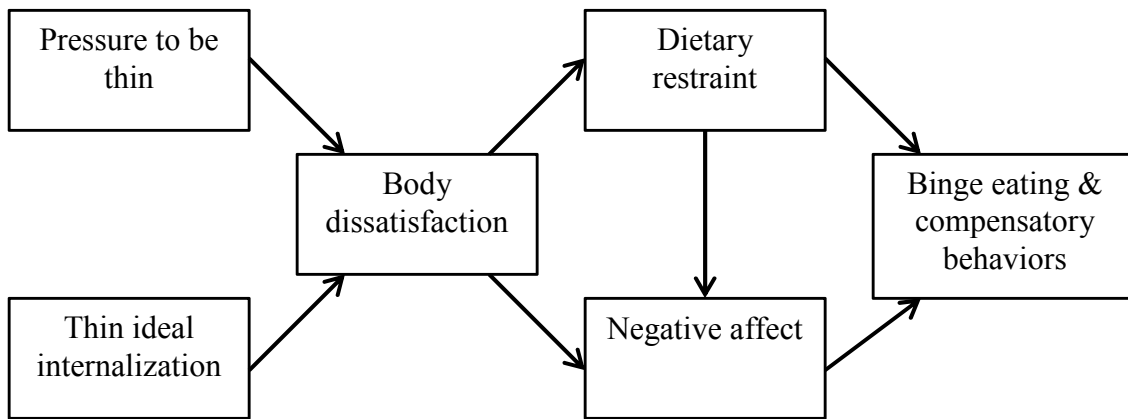 Pressure to be
thin
Dietary
restraint
Body
dissatisfaction
Binge eating &
compensatory
behaviors
Thin ideal
internalization
Negative affect